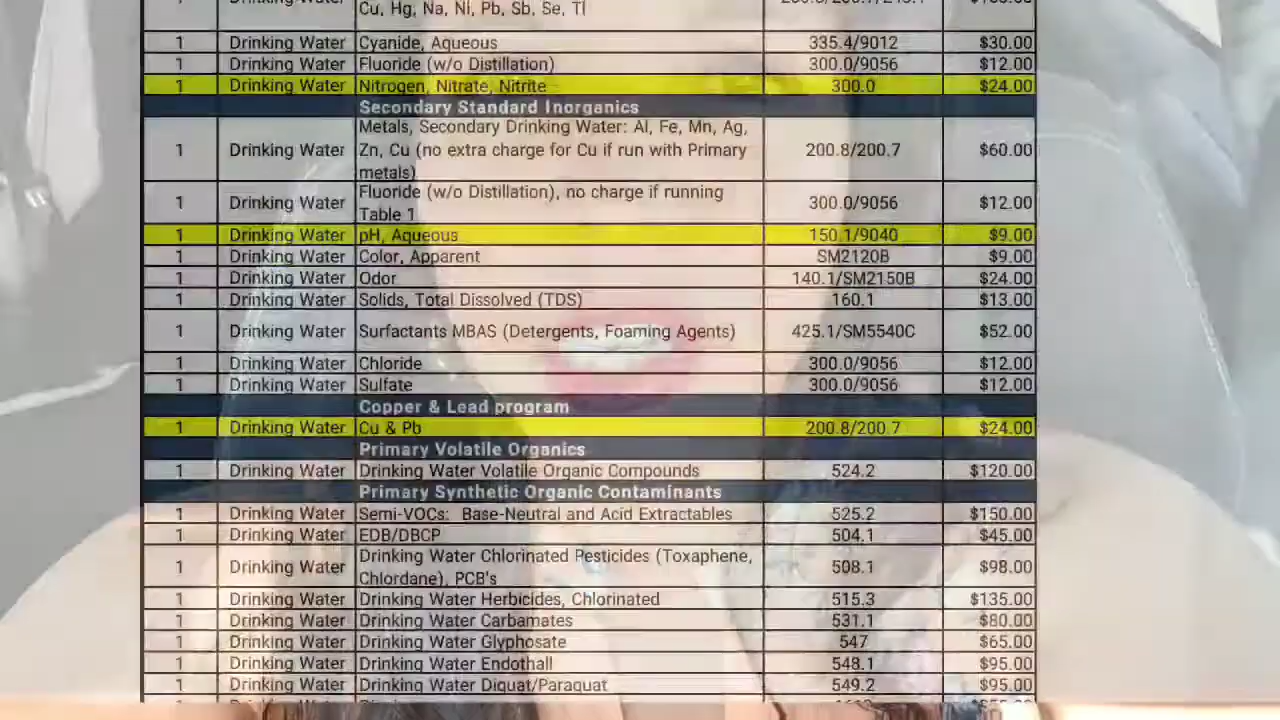 Cu, Hg, Na, Ni, Pb, Sb, Se, Tl
1 Drinking Water Cyanide, Aqueous 335.4/9012 $30.00
1 Drinking Water Fluoride (w/o Distillation) 300.0/9056 $12.00
1 Drinking Water Nitrogen, Nitrate, Nitrite 300.0 $24.00
Secondary Standard Inorganics
Metals, Secondary Drinking Water: Al, Fe, Mn, Ag,
1 Drinking Water Zn, Cu (no extra charge for Cu if run with Primary 200.8/200.7 $60.00
metals)
Fluoride (w/o Distillation), no charge if running
1 Drinking Water 300.0/9056 $12.00
Table 1
1 Drinking Water pH, Aqueous 150.1/9040 $9.00
1 Drinking Water Color, Apparent SM2120B $9.00
1 Drinking Water Odor 140.1/SM2150B $24.00
1 Drinking Water Solids, Total Dissolved (TDS) 160.1 $13.00
1 Drinking Water Surfactants MBAS (Detergents, Foaming Agents) 425.1/SM5540C $52.00
1 Drinking Water Chloride 300.0/9056 $12.00
1 Drinking Water Sulfate 300.0/9056 $12.00
Copper & Lead program
1 Drinking Water Cu & Pb 200.8/200.7 $24.00
Primary Volatile Organics
1 Drinking Water Drinking Water Volatile Organic Compounds 524.2 $120.00
Primary Synthetic Organic Contaminants
1 Drinking Water Semi-VOCs: Base-Neutral and Acid Extractables 525.2 $150.00
1 Drinking Water EDB/DBCP 504.1 $45.00
Drinking Water Chlorinated Pesticides (Toxaphene,
1 Drinking Water 508.1 $98.00
Chlordane), PCB's
1 Drinking Water Drinking Water Herbicides, Chlorinated 515.3 $135.00
1 Drinking Water Drinking Water Carbamates 531.1 $80.00
1 Drinking Water Drinking Water Glyphosate 547 $65.00
1 Drinking Water Drinking Water Endothall 548.1 $95.00
1 Drinking Water Drinking Water Diquat/Paraquat 549.2 $95.00